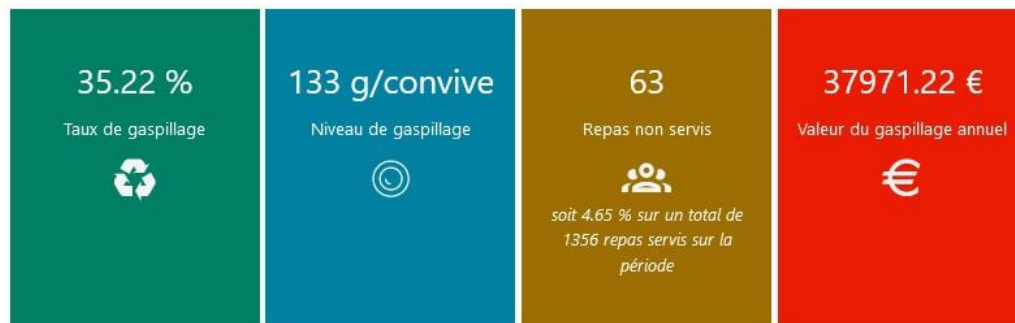 35.22 %
Taux de gaspillage
133 g/convive
Niveau de gaspillage
63
Repas non servis
soit 4.65 % sur un total de
1356 repas servis sur la
période
37971.22 €
Valeur du gaspillage annuel
€